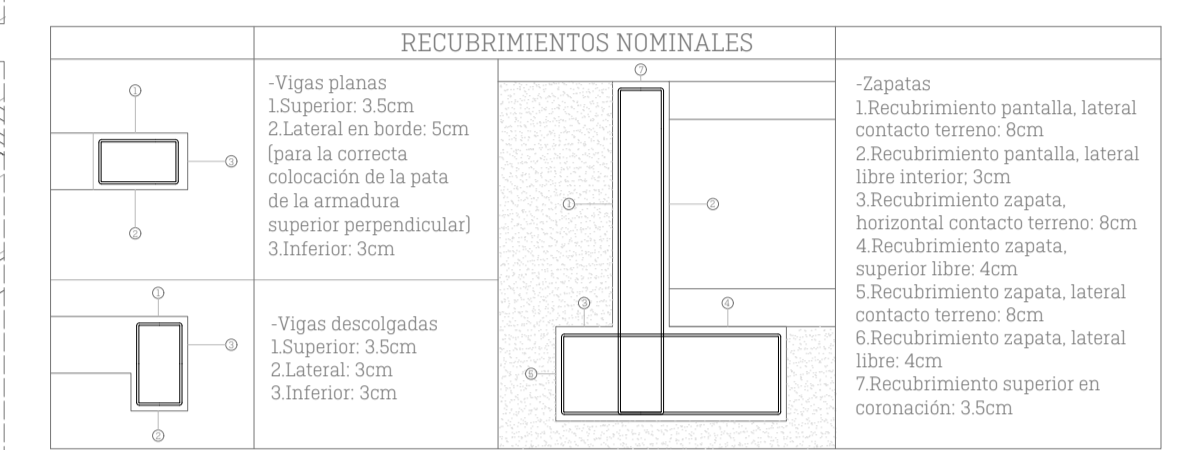 RECUBRIMIENTOS NOMINALES
1
3
2
-Vigas planas
1.Superior: 3.5cm
2.Lateral en borde: 5cm
(para la correcta
colocación de la pata
de la armadura
superior perpendicular)
3.Inferior: 3cm
1
3
2
-Vigas descolgadas
1.Superior: 3.5cm
2.Lateral: 3cm
3.Inferior: 3cm
7
1
2
3
4
5
-Zapatas
1.Recubrimiento pantalla, lateral
contacto terreno: 8cm
2.Recubrimiento pantalla, lateral
libre interior; 3cm
3.Recubrimiento zapata,
horizontal contacto terreno: 8cm
4.Recubrimiento zapata,
superior libre: 4cm
5.Recubrimiento zapata, lateral
contacto terreno: 8cm
6.Recubrimiento zapata, lateral
libre: 4cm
7.Recubrimiento superior en
coronación: 3.5cm